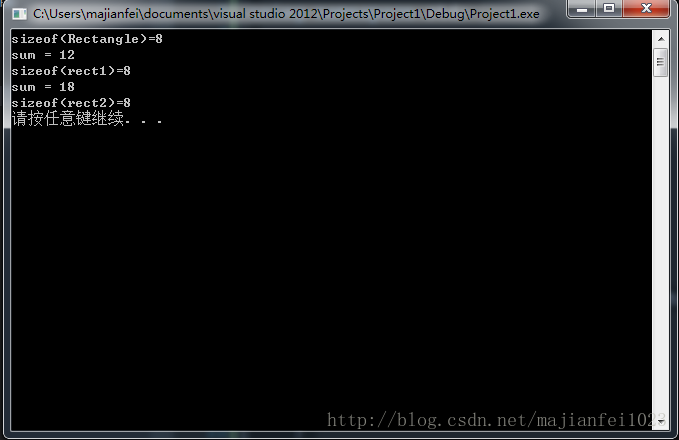 C:\Users\majianfei\documents\visual studio 2012\Projects\Project1\Debug\Project1.exe
sizeof(Rectangle)=8
sum = 12
sizeof(rect1)=8
sum = 18
sizeof(rect2)=8
请按任意键继续. . .
http://blog.csdn.net/majianfei1023